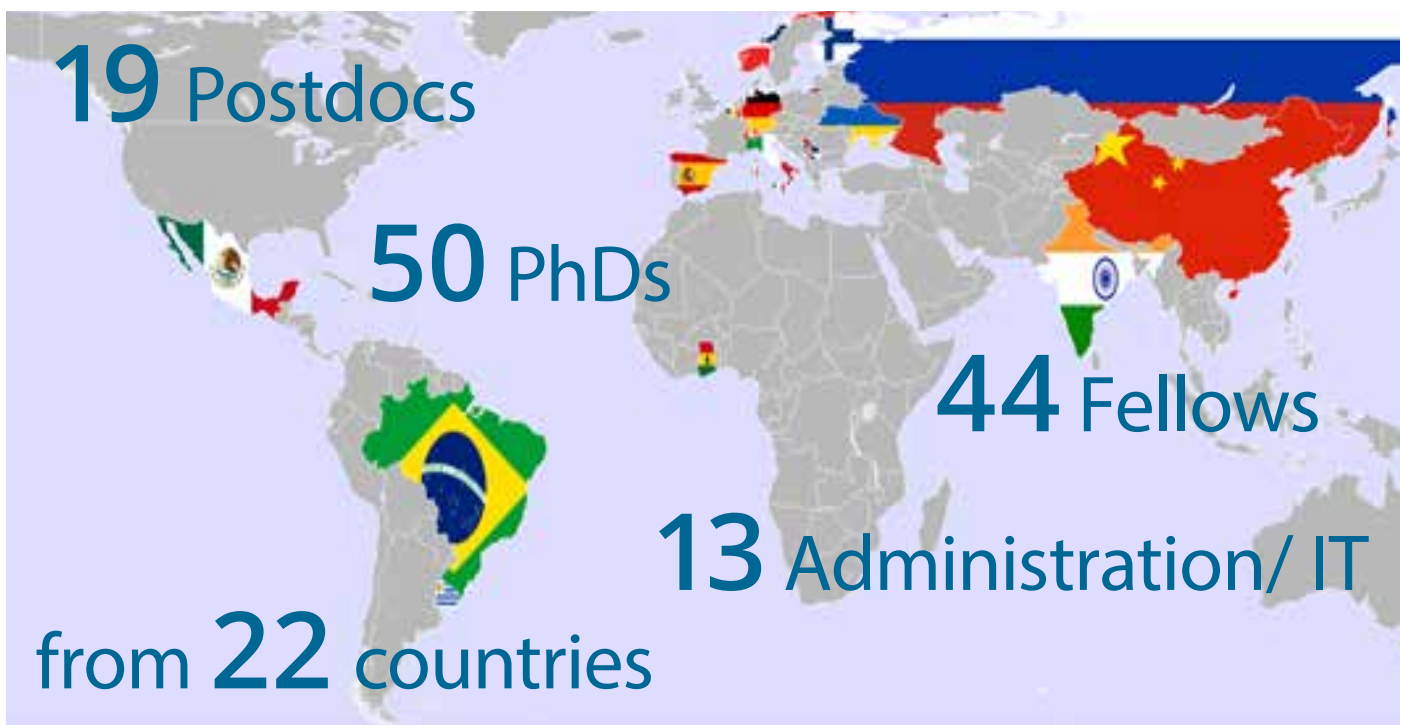 19 Postdocs
50 PhDs
44 Fellows
13 Administration/ IT
from 22 countries